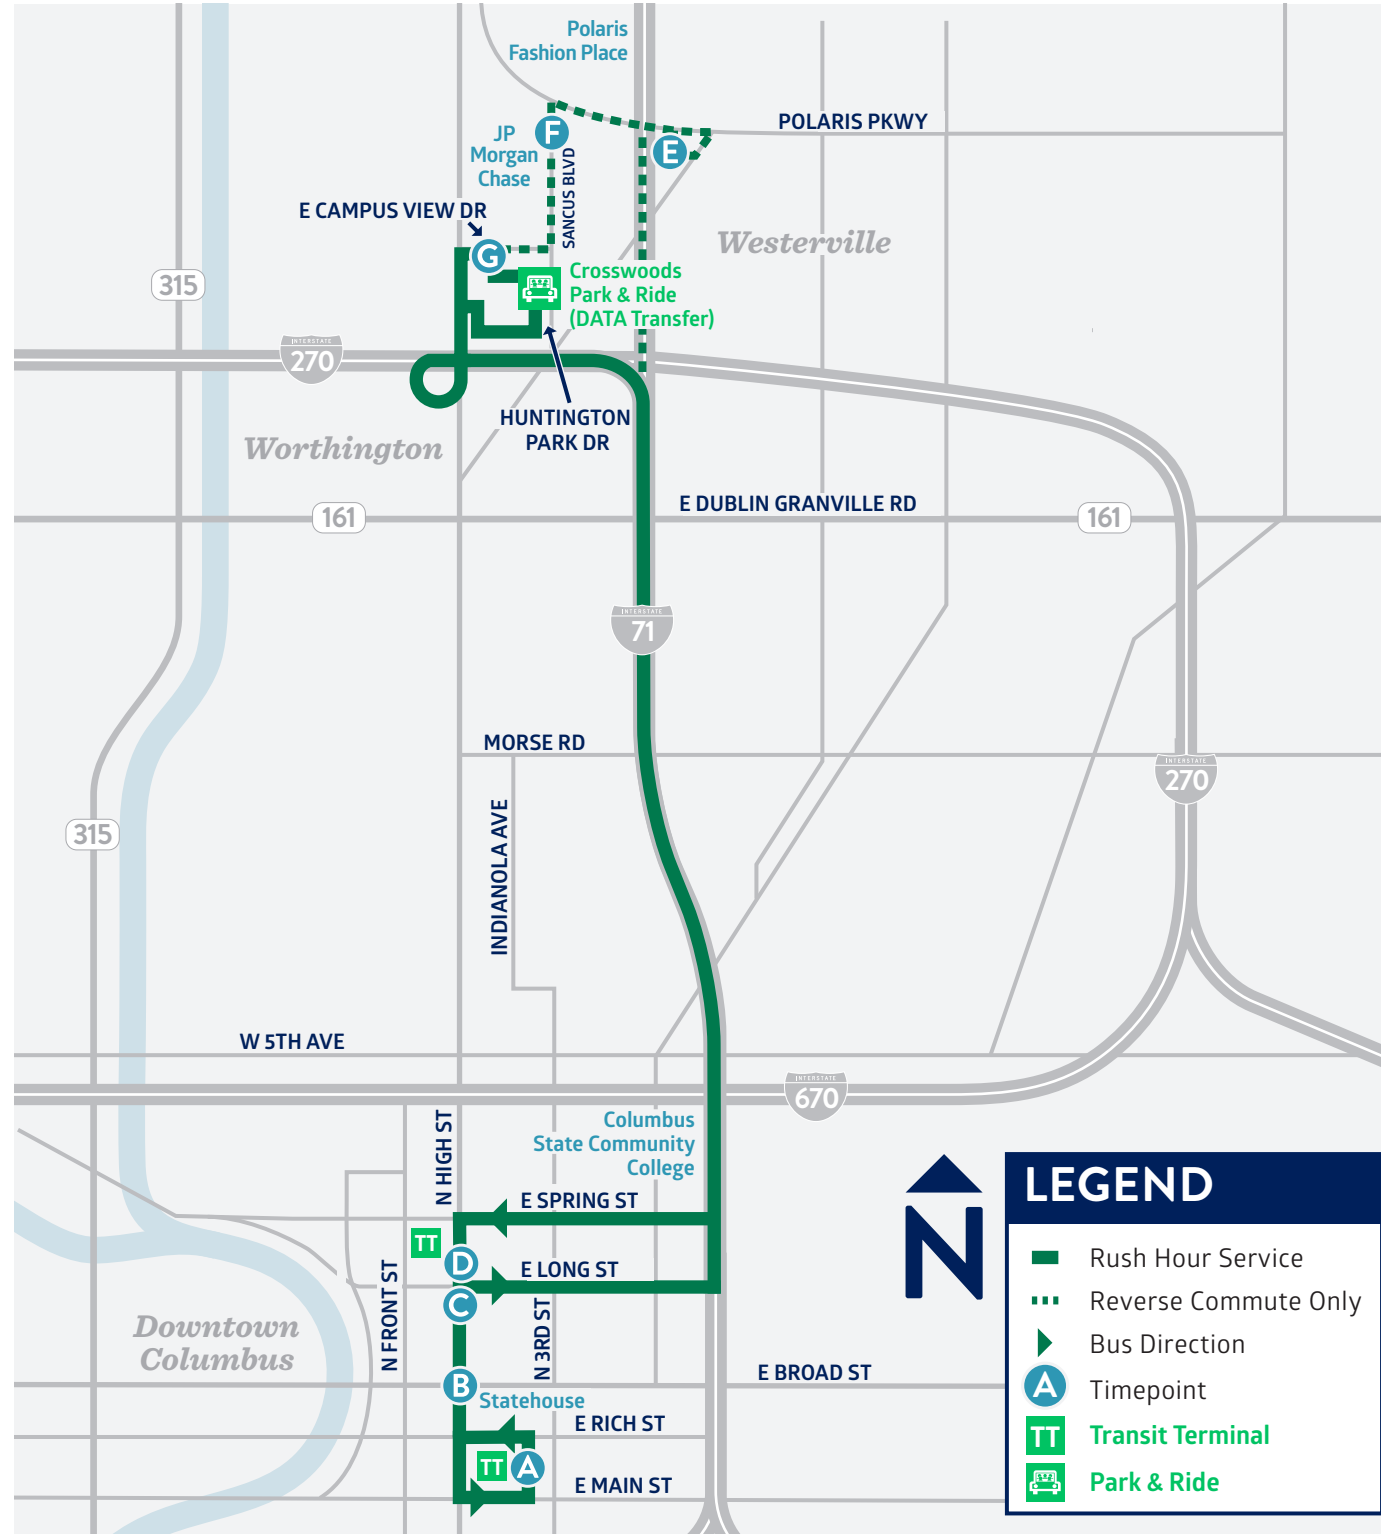 Polaris
Fashion Place
POLARIS PKWY
JP
Morgan
Chase
F
E
SANCUS BLVD
E CAMPUS VIEW DR
G
Westerville
Crosswoods
Park & Ride
(DATA Transfer)
315
INTERSTATE
270
HUNTINGTON
PARK DR
Worthington
E DUBLIN GRANVILLE RD
161
161
INTERSTATE
71
MORSE RD
INTERSTATE
270
INDIANOLA AVE
315
W 5TH AVE
INTERSTATE
670
N HIGH ST
Columbus
State Community
College
E SPRING ST
TT
D
E LONG ST
C
N FRONT ST
N 3RD ST
Downtown
Columbus
E BROAD ST
B
Statehouse
E RICH ST
TT
A
E MAIN ST
N
LEGEND
Rush Hour Service
Reverse Commute Only
Bus Direction
A
Timepoint
TT
Transit Terminal
Park & Ride